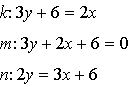 k: 3y + 6 = 2x
m: 3y + 2x + 6 = 0
n: 2y = 3x + 6